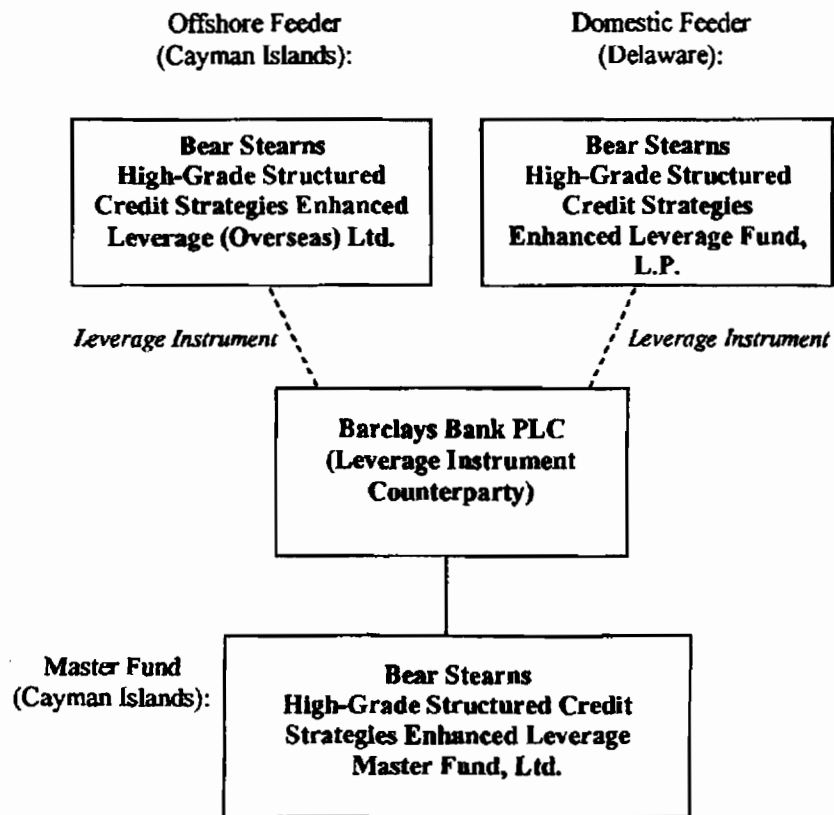 Offshore Feeder
(Cayman Islands):
Domestic Feeder
(Delaware):
Bear Stearns
High-Grade Structured
Credit Strategies Enhanced
Leverage (Overseas) Ltd.
Bear Stearns
High-Grade Structured
Credit Strategies
Enhanced Leverage Fund,
L.P.
Leverage Instrument
Leverage Instrument
Barclays Bank PLC
(Leverage Instrument
Counterparty)
Master Fund
(Cayman Islands):
Bear Stearns
High-Grade Structured Credit
Strategies Enhanced Leverage
Master Fund, Ltd.